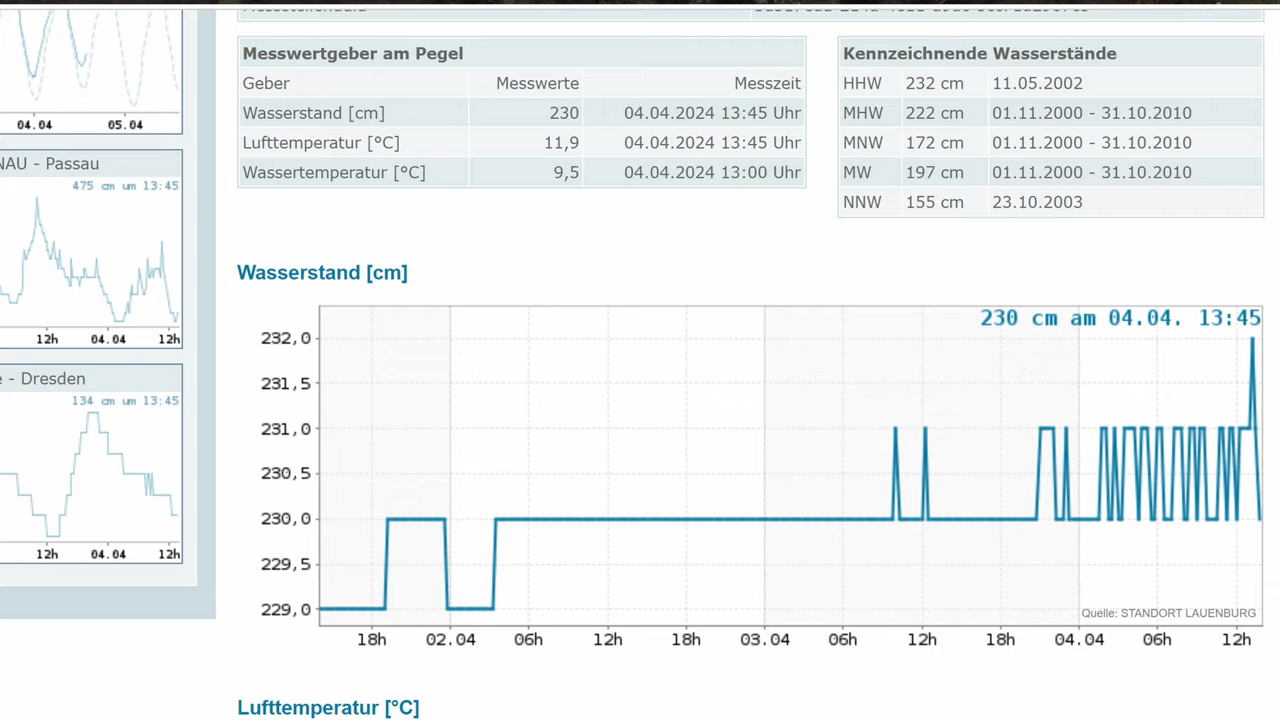 Messwertgeber am Pegel
Geber Messwerte Messzeit
Wasserstand [cm] 230 04.04.2024 13:45 Uhr
Lufttemperatur [°C] 11,9 04.04.2024 13:45 Uhr
Wassertemperatur [°C] 9,5 04.04.2024 13:00 Uhr
Kennzeichnende Wasserstände
HHW 232 cm 11.05.2002
MHW 222 cm 01.11.2000 - 31.10.2010
MNW 172 cm 01.11.2000 - 31.10.2010
MW 197 cm 01.11.2000 - 31.10.2010
NNW 155 cm 23.10.2003
04.04 05.04
NAU - Passau
475 cm um 13:45
12h 04.04 12h
e - Dresden
134 cm um 13:45
12h 04.04 12h
Wasserstand [cm]
230 cm am 04.04. 13:45
232,0
231,5
231,0
230,5
230,0
229,5
229,0
Quelle: STANDORT LAUENBURG
18h 02.04 06h 12h 18h 03.04 06h 12h 18h 04.04 06h 12h
Lufttemperatur [°C]